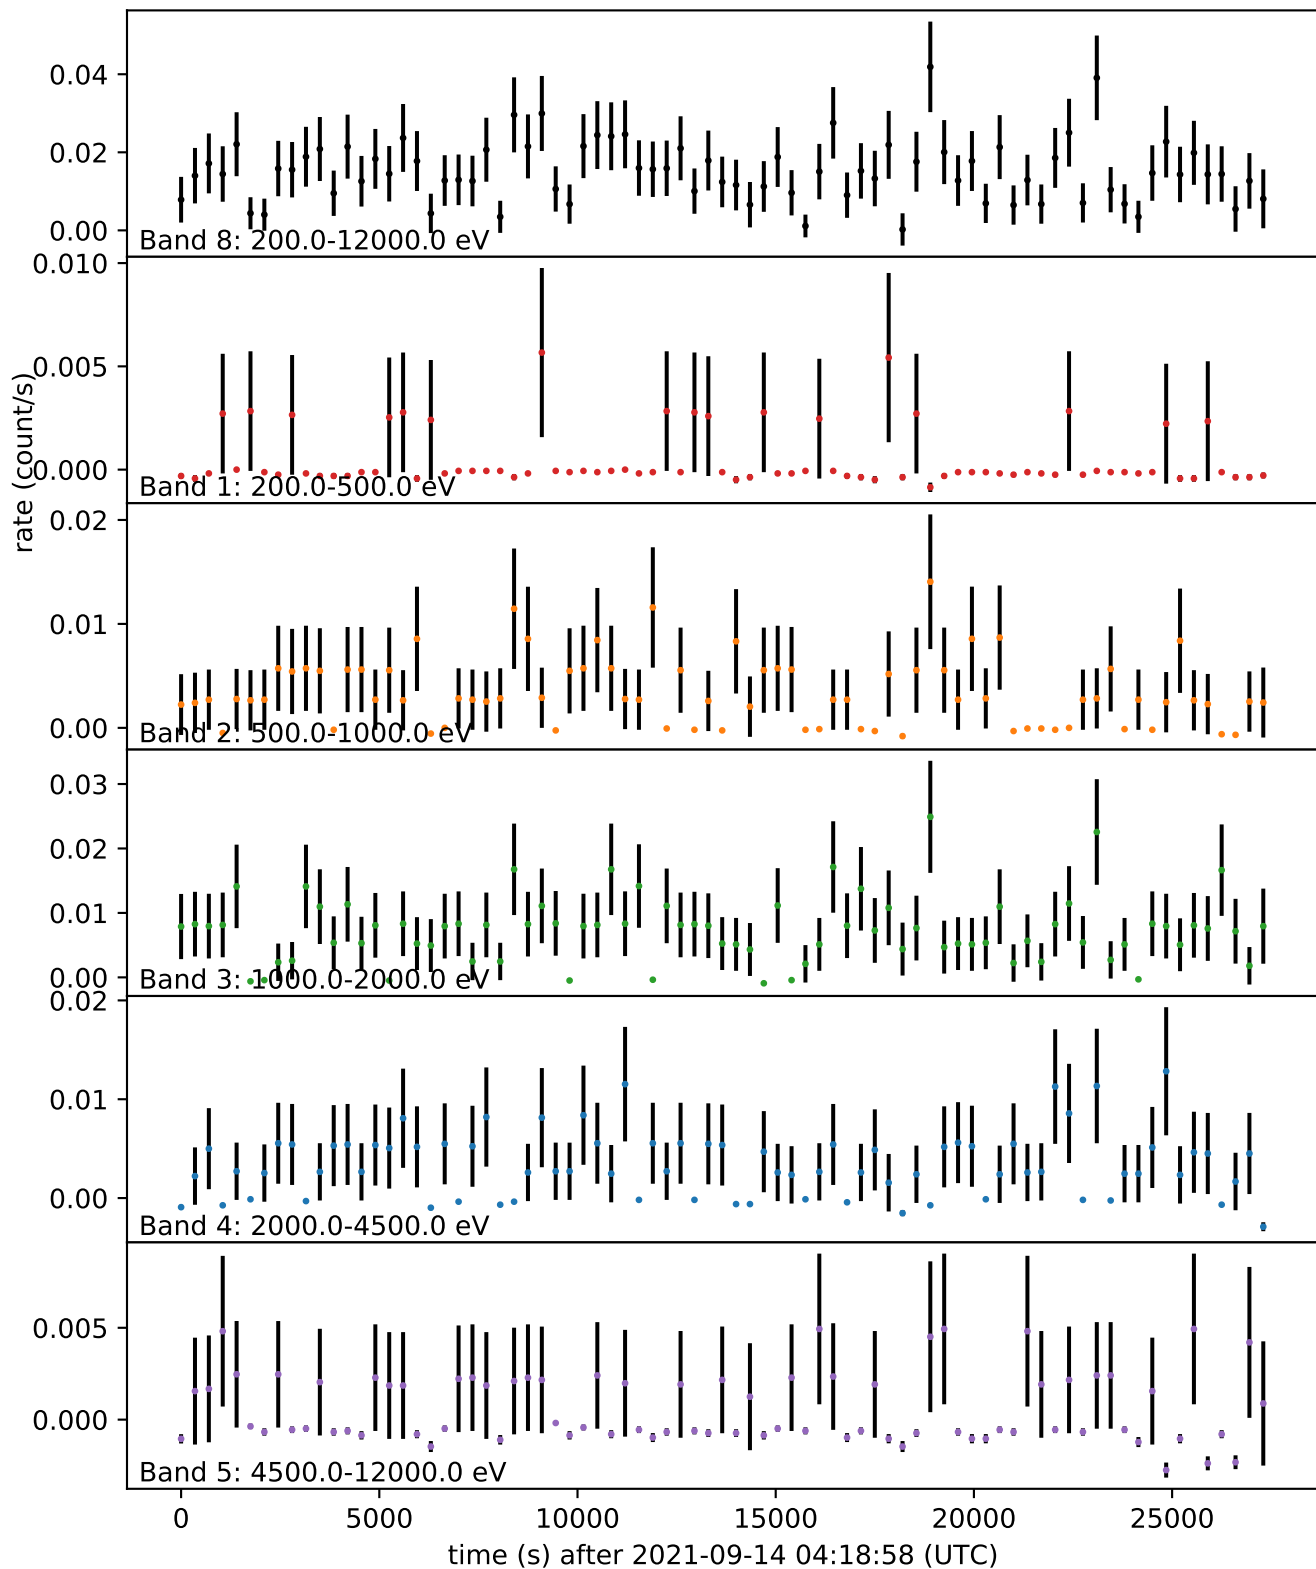 0.04
0.02
0.00
Band 8: 200.0-12000.0 eV
0.010
0.005
0.000
Band 1: 200.0-500.0 eV
rate (count/s)
0.02
0.01
0.00
Band 2: 500.0-1000.0 eV
0.03
0.02
0.01
0.00
Band 3: 1000.0-2000.0 eV
0.02
0.01
0.00
Band 4: 2000.0-4500.0 eV
0.005
0.000
Band 5: 4500.0-12000.0 eV
0 5000 10000 15000 20000 25000
time (s) after 2021-09-14 04:18:58 (UTC)